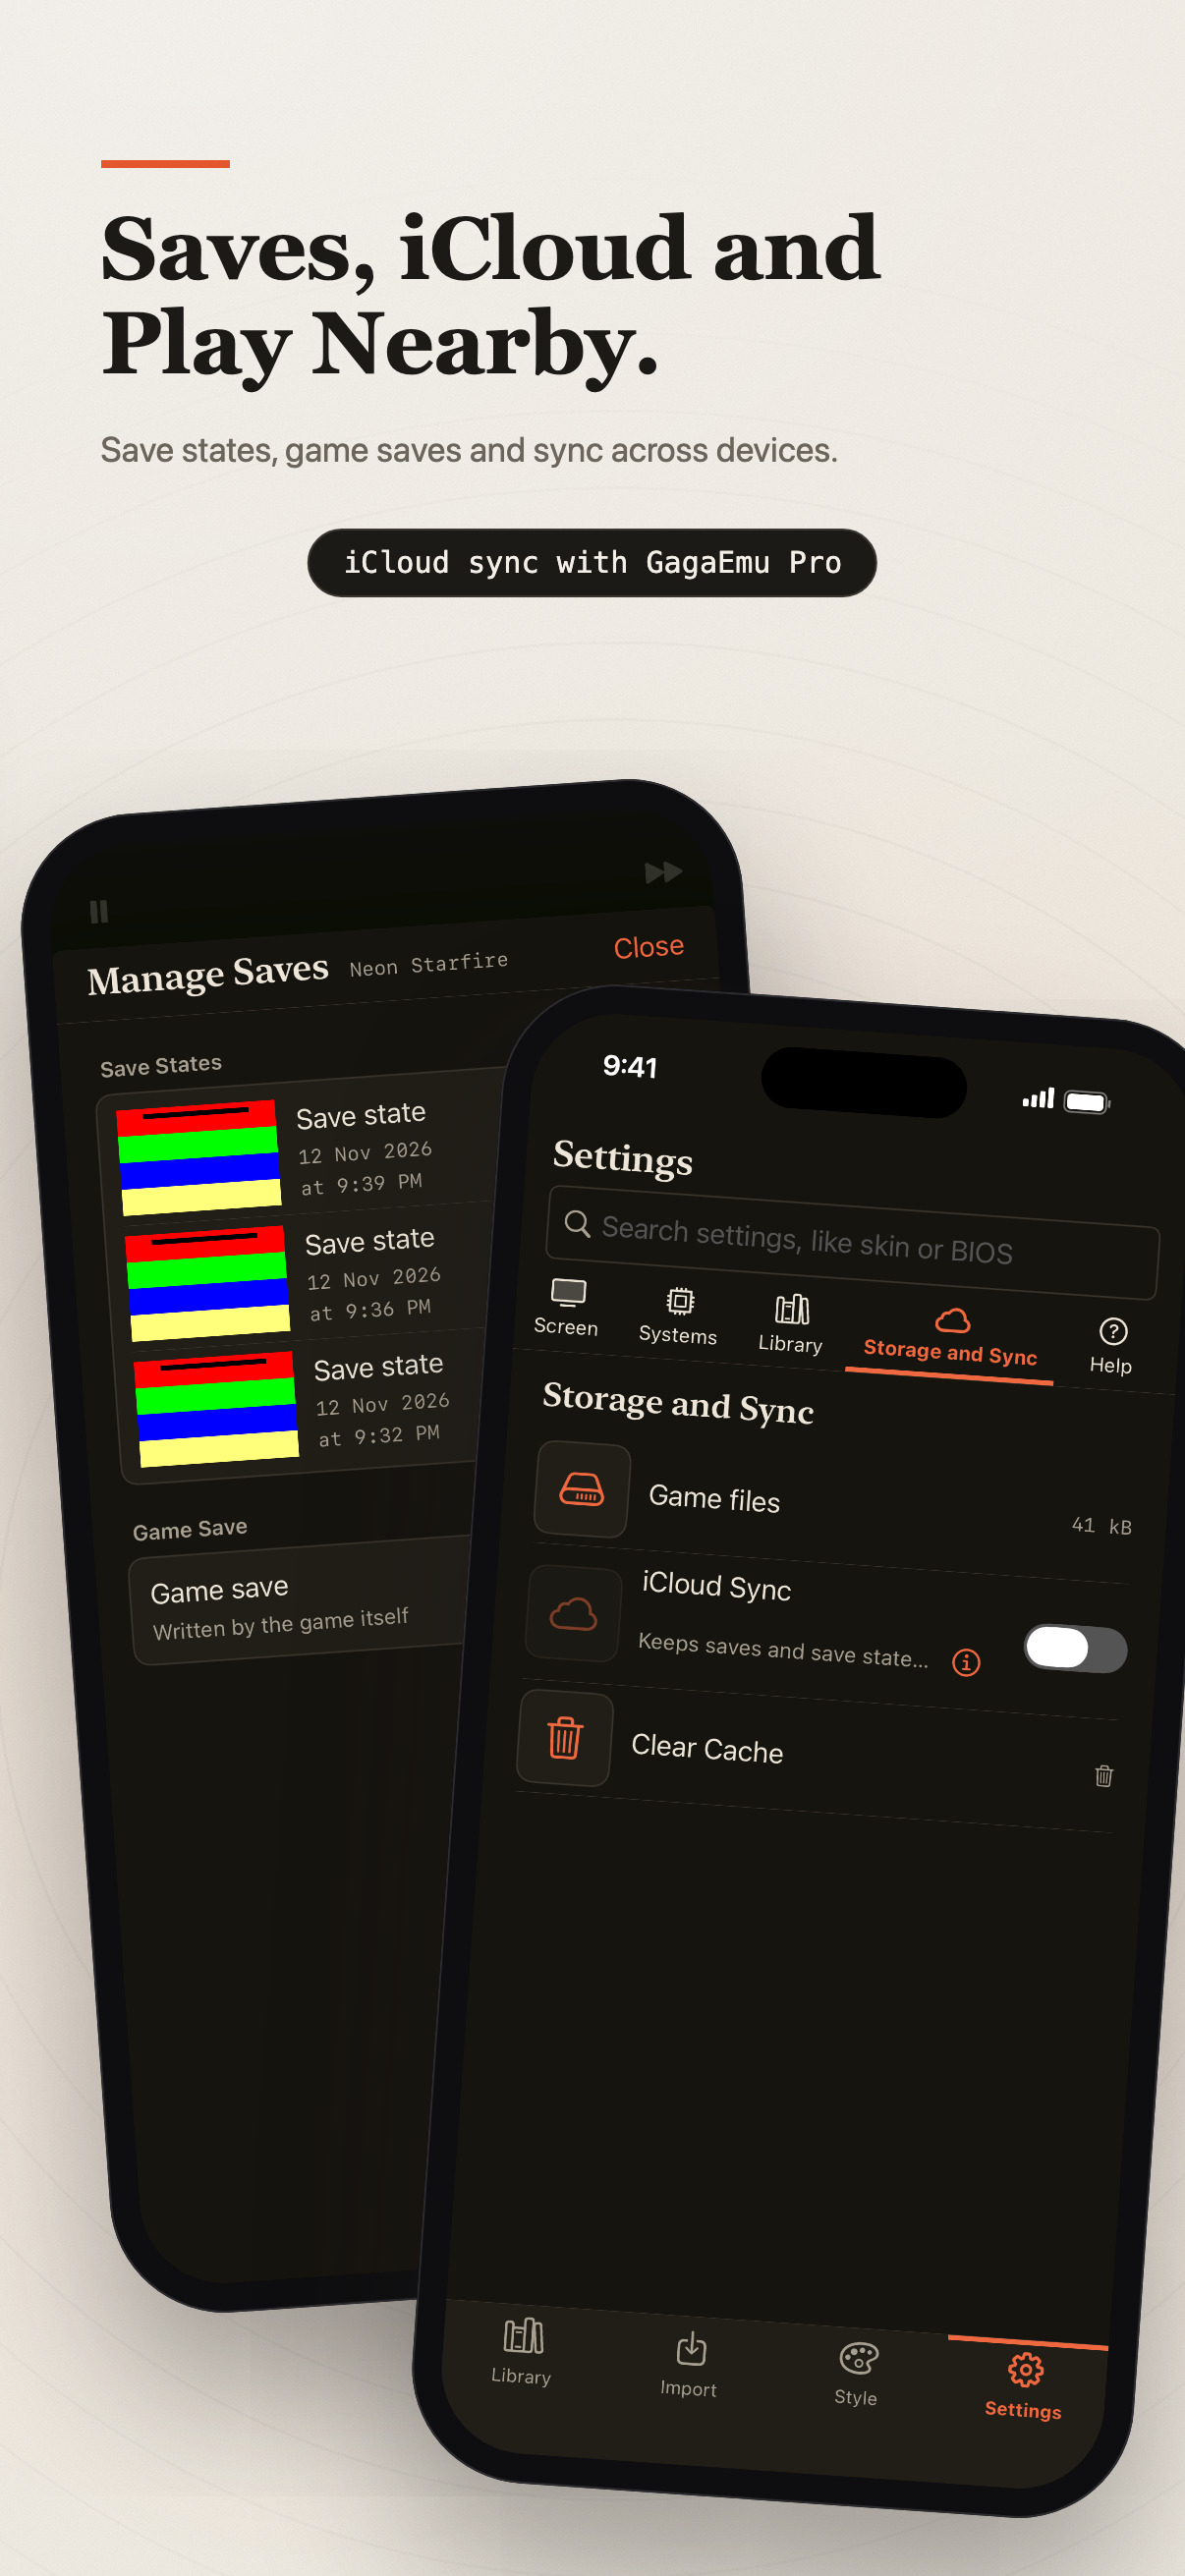 Saves, iCloud and
Play Nearby.
Save states, game saves and sync across devices.
iCloud sync with GagaEmu Pro
Manage Saves Neon Starfire Close
Save States
Save state
12 Nov 2026
at 9:39 PM
Save state
12 Nov 2026
at 9:36 PM
Save state
12 Nov 2026
at 9:32 PM
Game Save
Game save
Written by the game itself
9:41
Settings
Search settings, like skin or BIOS
Screen Systems Library Storage and Sync Help
Storage and Sync
Game files 41 kB
iCloud Sync
Keeps saves and save state...
Clear Cache
Library Import Style Settings